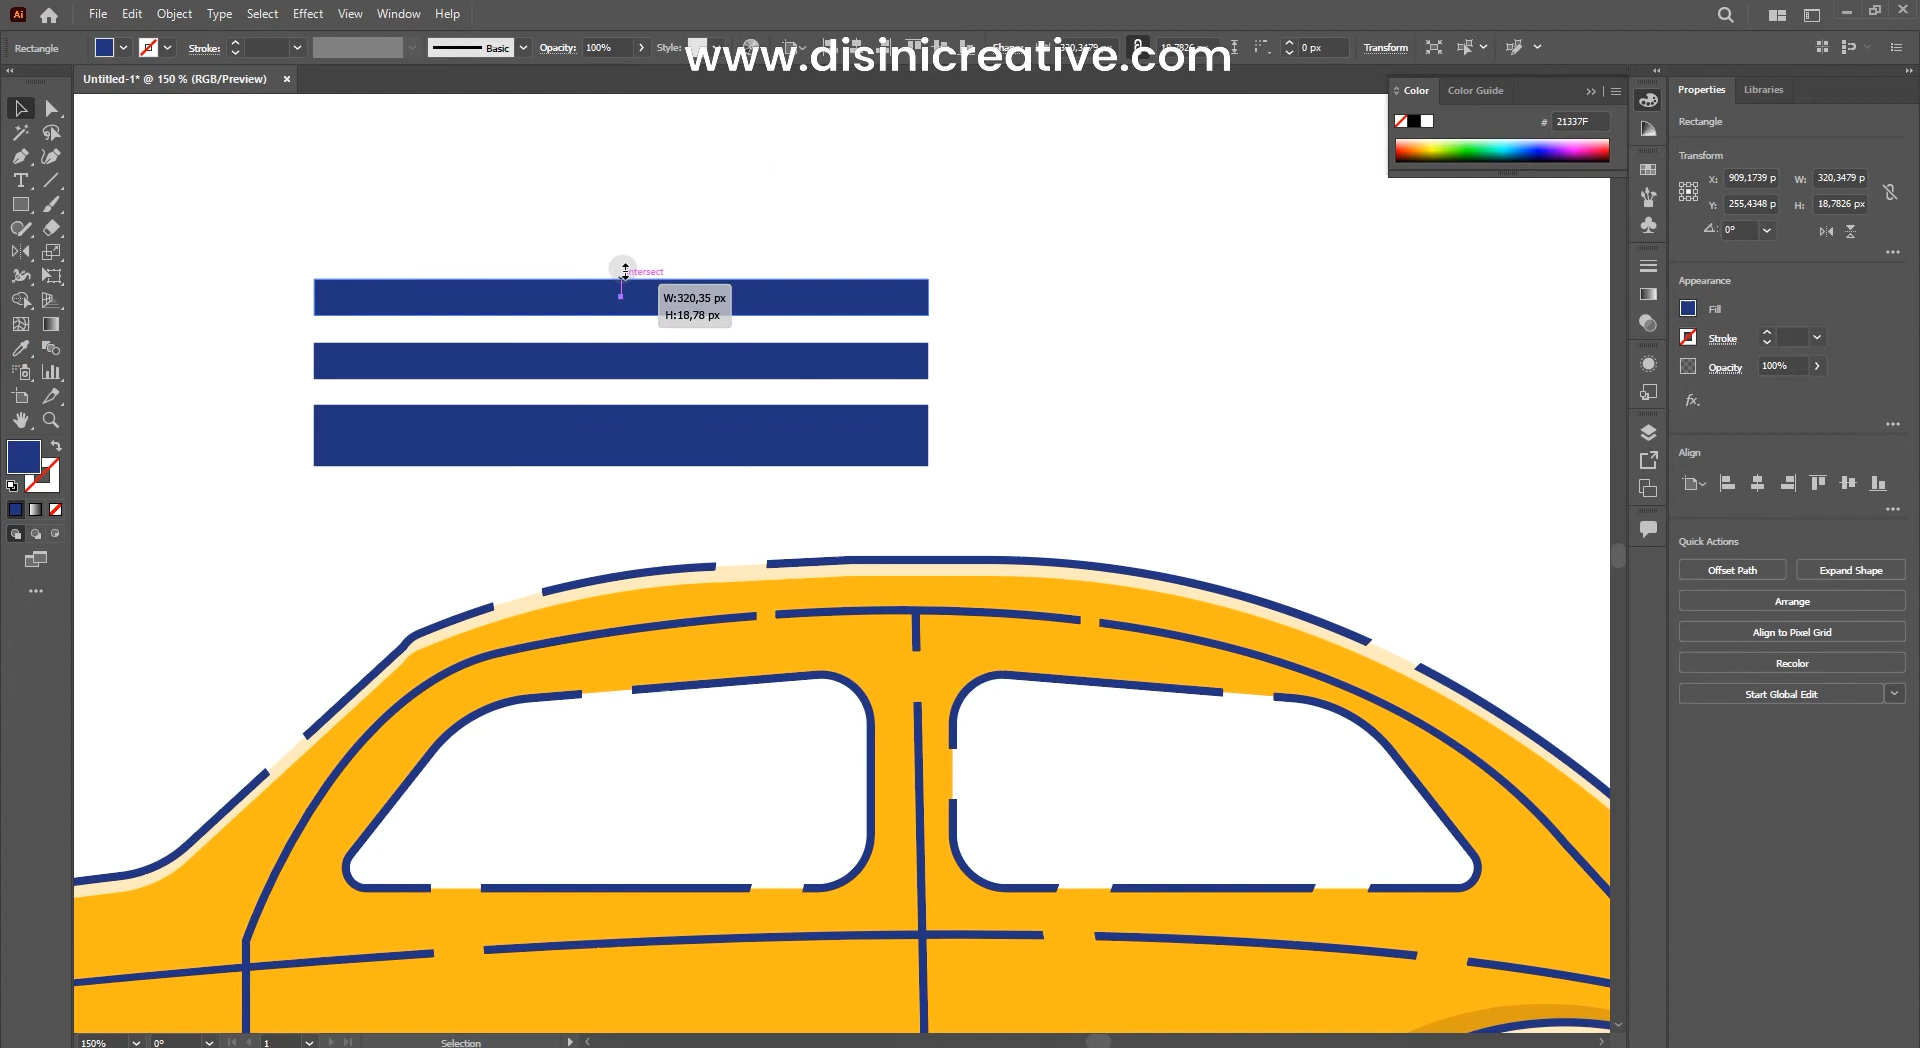 Ai File Edit Object Type Select Effect View Window Help
Rectangle Stroke: Basic Opacity: 100% Style: 0 px Transform
www.disinicreative.com
Untitled-1* @ 150 % (RGB/Preview) ×
Color Color Guide
# 21337F
Properties Libraries
Rectangle
Transform
X: 909,1739 p W: 320,3479 p
Y: 255,4348 p H: 18,7826 px
0°
Appearance
Fill
Stroke
Opacity 100%
fx.
Align
Quick Actions
Offset Path Expand Shape
Arrange
Align to Pixel Grid
Recolor
Start Global Edit
intersect
W:320,35 px
H:18,78 px
150% 0° 1 Selection